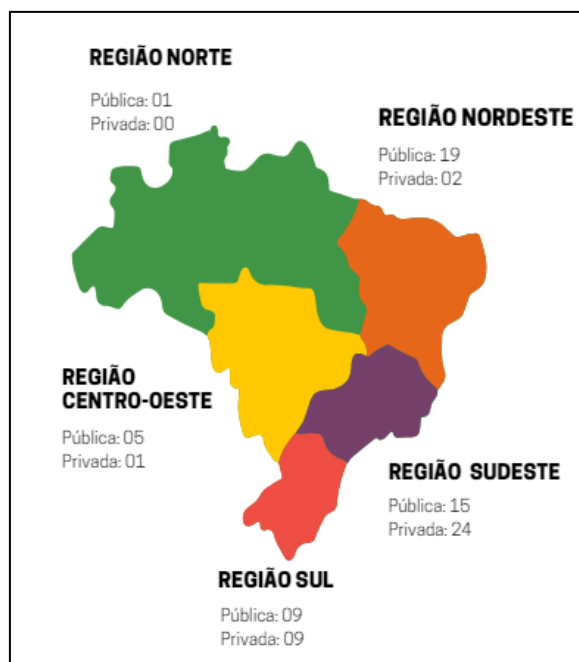 REGIÃO NORTE
Pública: 01
Privada: 00
REGIÃO NORDESTE
Pública: 19
Privada: 02
REGIÃO
CENTRO-OESTE
Pública: 05
Privada: 01
REGIÃO SUDESTE
Pública: 15
Privada: 24
REGIÃO SUL
Pública: 09
Privada: 09